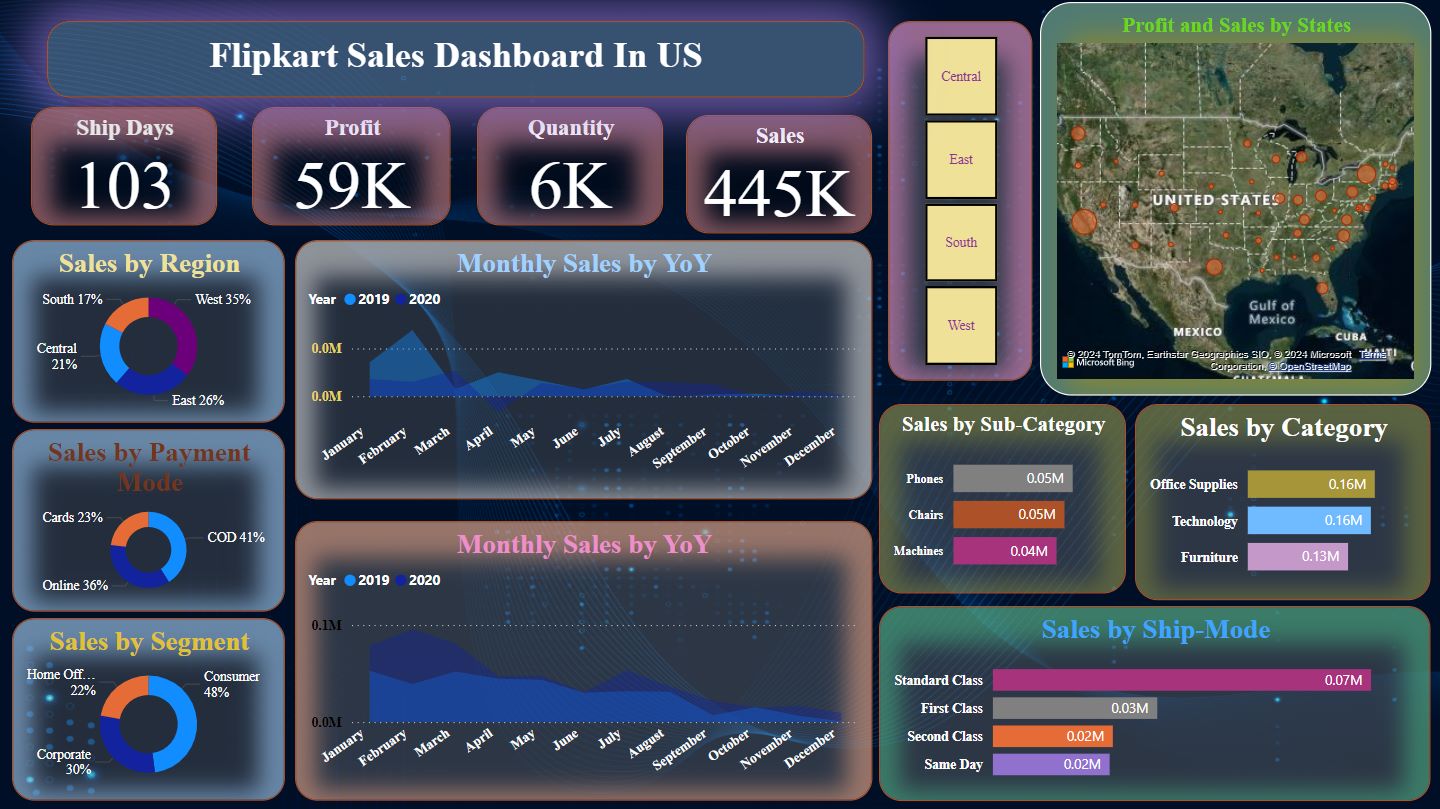 Flipkart Sales Dashboard In US
Ship Days
103
Profit
59K
Quantity
6K
Sales
445K
Central
East
South
West
Profit and Sales by States
UNITED STATES
Gulf of
Mexico
MEXICO
CUBA
HAITI
GUATEMALA
© 2024 TomTom, Earthstar Geographics SIO, © 2024 Microsoft
Corporation, © OpenStreetMap
Terms
Microsoft Bing
Sales by Region
South 17%
West 35%
Central
21%
East 26%
Monthly Sales by YoY
Year 2019 2020
0.0M
0.0M
January
February
March
April
May
June
July
August
September
October
November
December
Sales by Payment
Mode
Cards 23%
COD 41%
Online 36%
Monthly Sales by YoY
Year 2019 2020
0.1M
0.0M
January
February
March
April
May
June
July
August
September
October
November
December
Sales by Segment
Home Off...
22%
Consumer
48%
Corporate
30%
Sales by Sub-Category
Phones 0.05M
Chairs 0.05M
Machines 0.04M
Sales by Category
Office Supplies 0.16M
Technology 0.16M
Furniture 0.13M
Sales by Ship-Mode
Standard Class 0.07M
First Class 0.03M
Second Class 0.02M
Same Day 0.02M